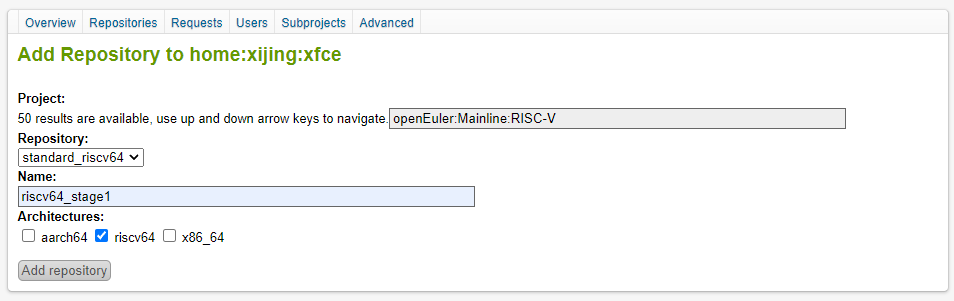 Overview Repositories Requests Users Subprojects Advanced
Add Repository to home:xijing:xfce
Project:
50 results are available, use up and down arrow keys to navigate. openEuler:Mainline:RISC-V
Repository:
standard_riscv64
Name:
riscv64_stage1
Architectures:
aarch64 riscv64 x86_64
Add repository